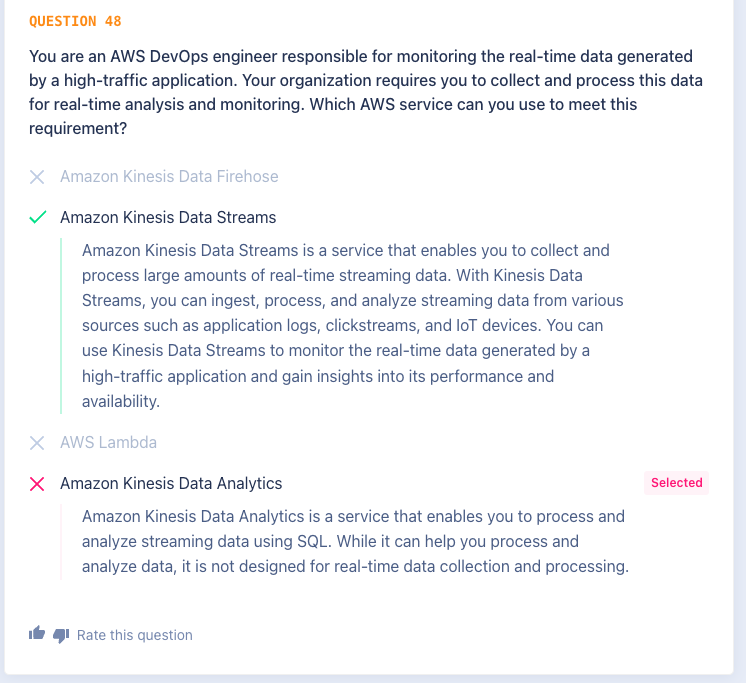 QUESTION 48
You are an AWS DevOps engineer responsible for monitoring the real-time data generated
by a high-traffic application. Your organization requires you to collect and process this data
for real-time analysis and monitoring. Which AWS service can you use to meet this
requirement?
Amazon Kinesis Data Firehose
Amazon Kinesis Data Streams
Amazon Kinesis Data Streams is a service that enables you to collect and
process large amounts of real-time streaming data. With Kinesis Data
Streams, you can ingest, process, and analyze streaming data from various
sources such as application logs, clickstreams, and IoT devices. You can
use Kinesis Data Streams to monitor the real-time data generated by a
high-traffic application and gain insights into its performance and
availability.
AWS Lambda
Amazon Kinesis Data Analytics
Selected
Amazon Kinesis Data Analytics is a service that enables you to process and
analyze streaming data using SQL. While it can help you process and
analyze data, it is not designed for real-time data collection and processing.
Rate this question